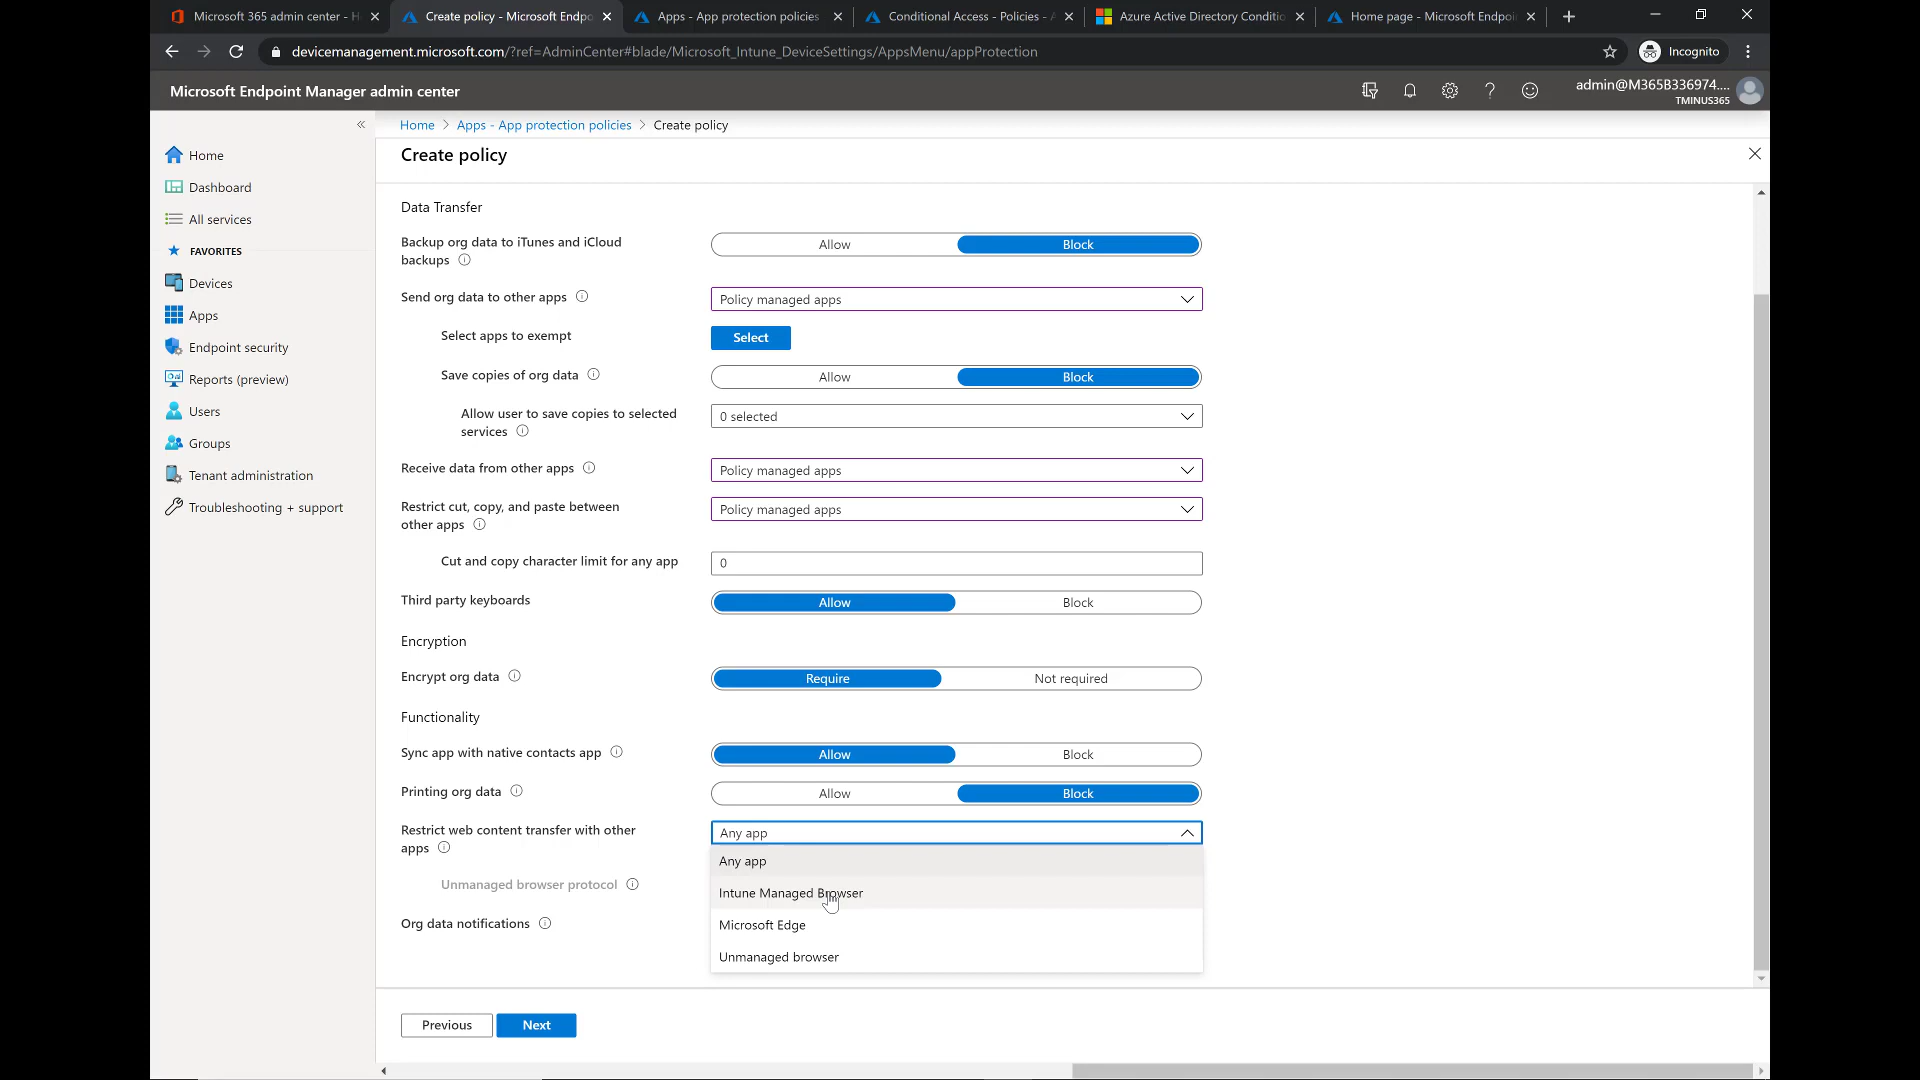 Microsoft 365 admin center - H
Create policy - Microsoft Endpo
Apps - App protection policies
Conditional Access - Policies - A
Azure Active Directory Conditio
Home page - Microsoft Endpoi
devicemanagement.microsoft.com/?ref=AdminCenter#blade/Microsoft_Intune_DeviceSettings/AppsMenu/appProtection
Incognito
Microsoft Endpoint Manager admin center
admin@M365B336974....
TMINUS365
Home > Apps - App protection policies > Create policy
Create policy
Home
Dashboard
All services
FAVORITES
Devices
Apps
Endpoint security
Reports (preview)
Users
Groups
Tenant administration
Troubleshooting + support
Data Transfer
Backup org data to iTunes and iCloud
backups
Allow Block
Send org data to other apps
Policy managed apps
Select apps to exempt
Select
Save copies of org data
Allow Block
Allow user to save copies to selected
services
0 selected
Receive data from other apps
Policy managed apps
Restrict cut, copy, and paste between
other apps
Policy managed apps
Cut and copy character limit for any app
0
Third party keyboards
Allow Block
Encryption
Encrypt org data
Require Not required
Functionality
Sync app with native contacts app
Allow Block
Printing org data
Allow Block
Restrict web content transfer with other
apps
Any app
Any app
Intune Managed Browser
Microsoft Edge
Unmanaged browser
Unmanaged browser protocol
Org data notifications
Previous
Next